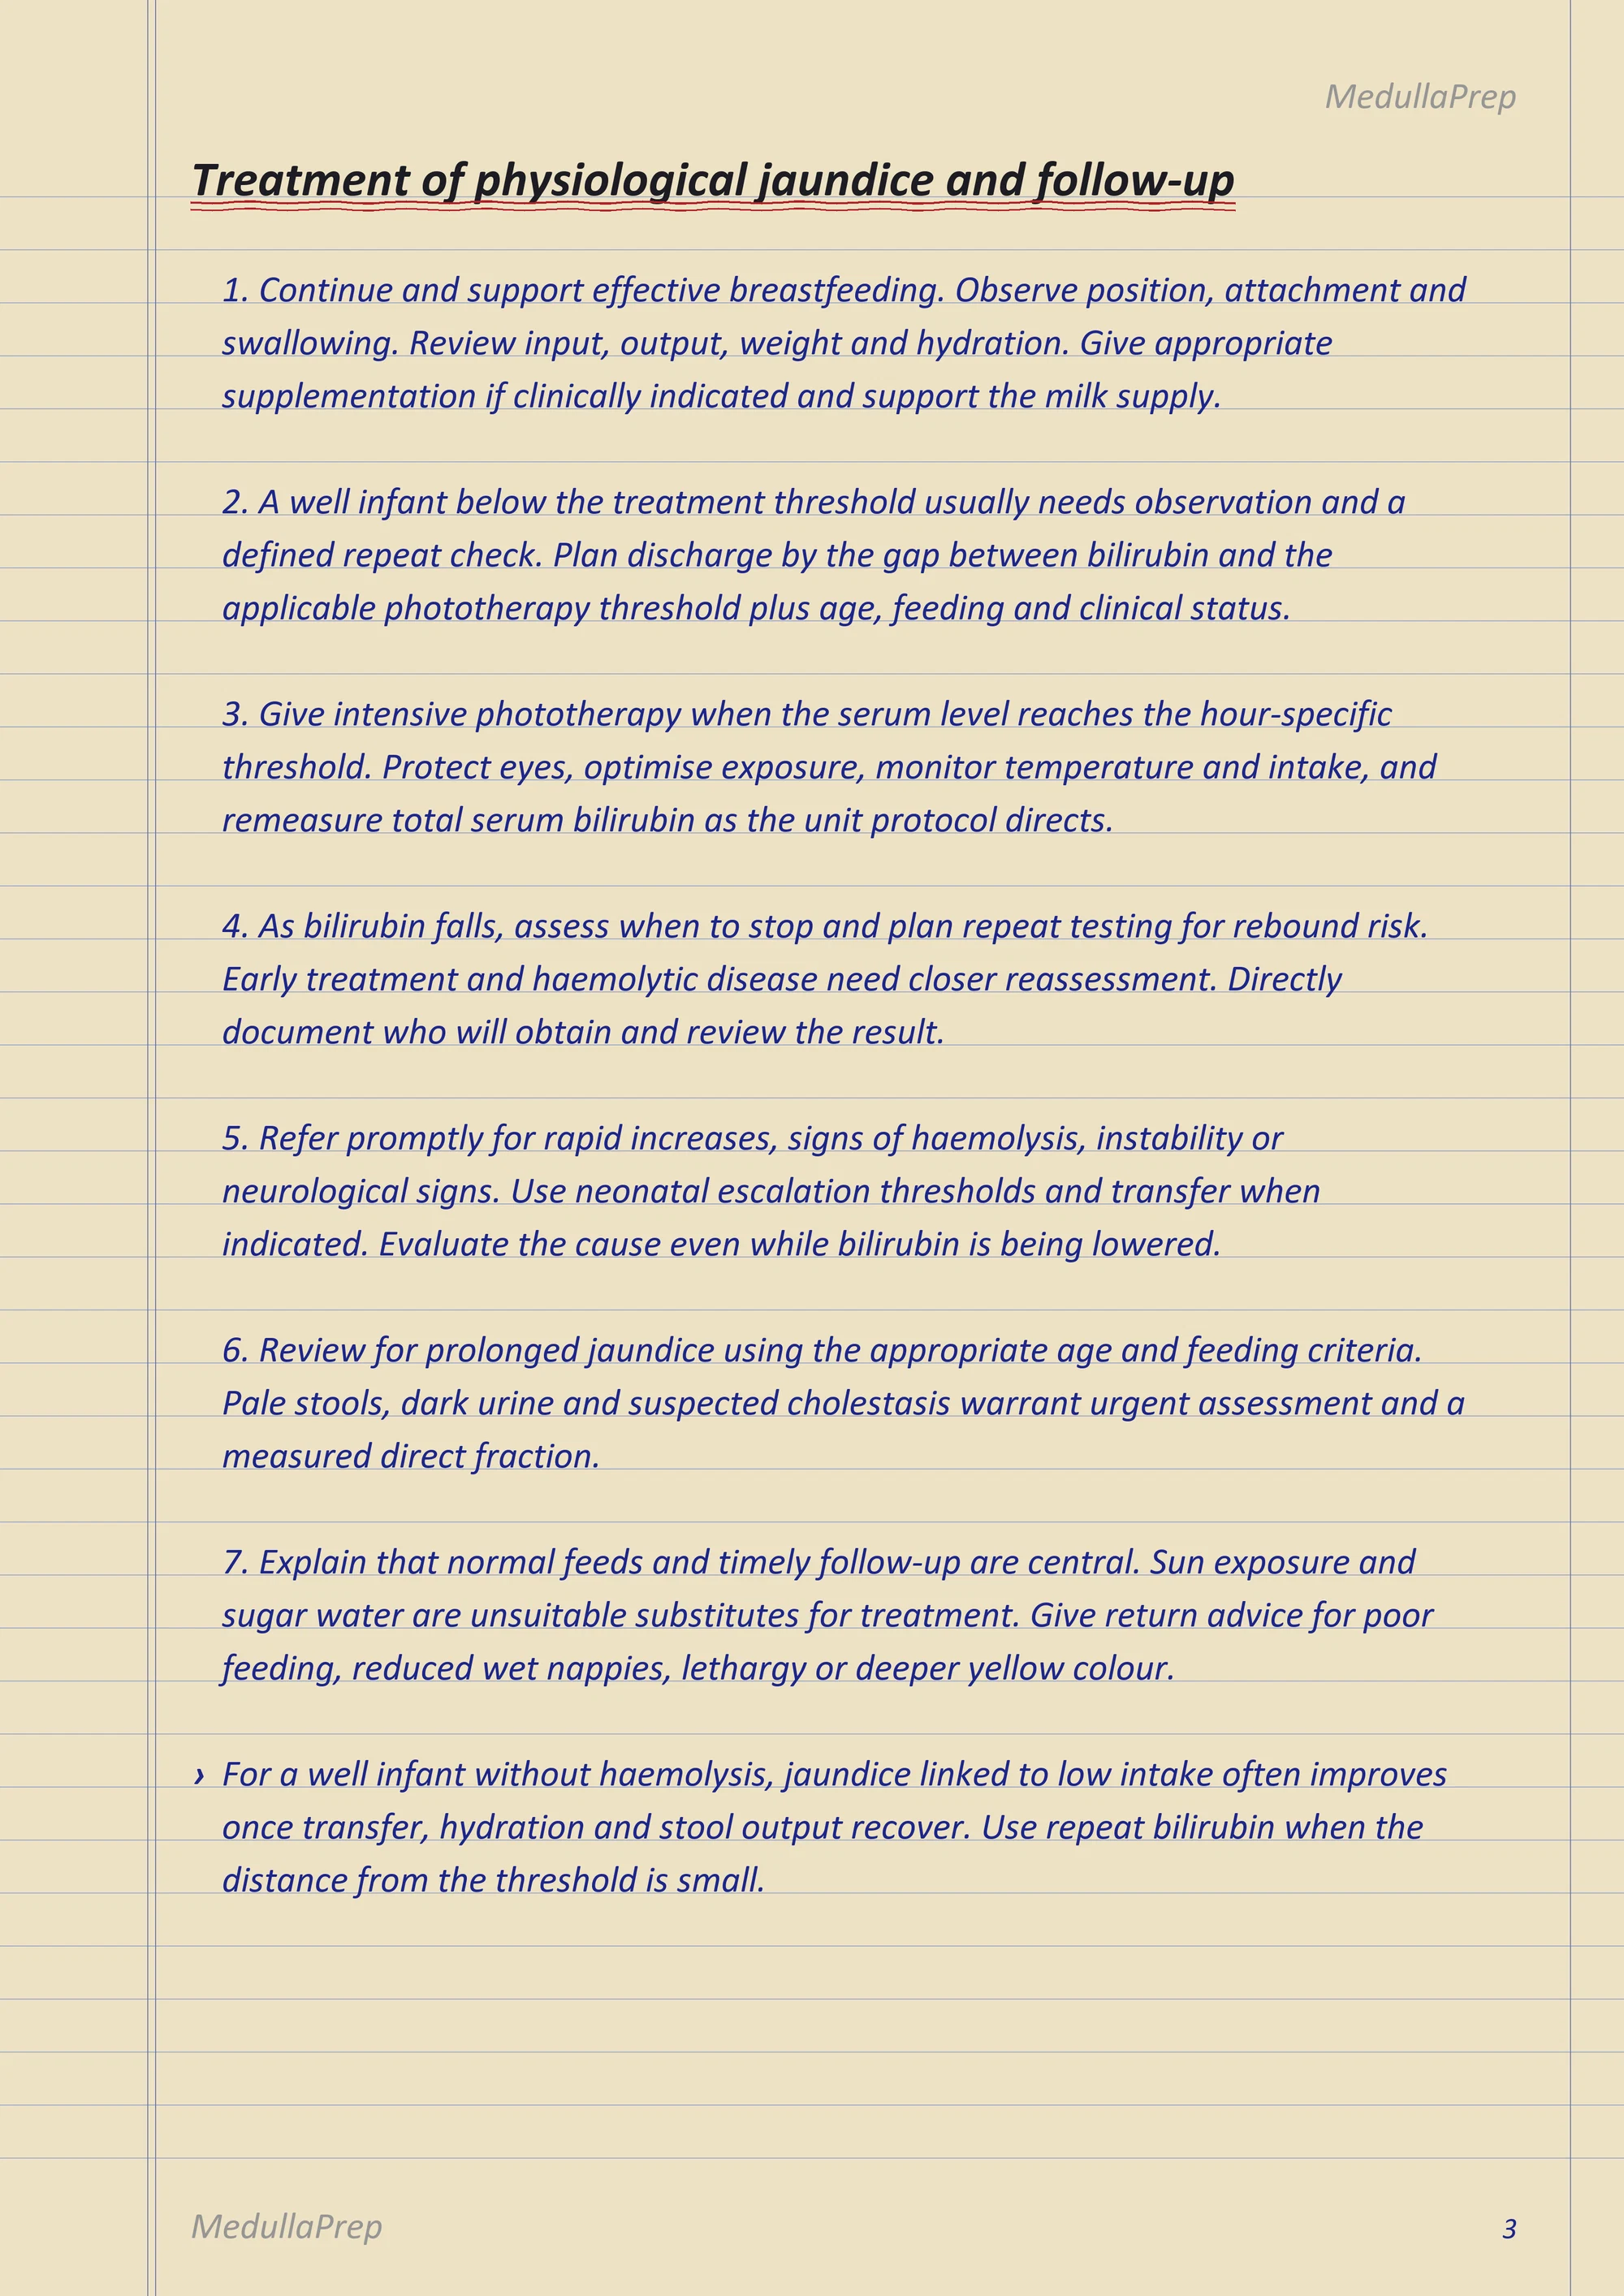 MedullaPrep
Treatment of physiological jaundice and follow-up
1. Continue and support effective breastfeeding. Observe position, attachment and
swallowing. Review input, output, weight and hydration. Give appropriate
supplementation if clinically indicated and support the milk supply.
2. A well infant below the treatment threshold usually needs observation and a
defined repeat check. Plan discharge by the gap between bilirubin and the
applicable phototherapy threshold plus age, feeding and clinical status.
3. Give intensive phototherapy when the serum level reaches the hour-specific
threshold. Protect eyes, optimise exposure, monitor temperature and intake, and
remeasure total serum bilirubin as the unit protocol directs.
4. As bilirubin falls, assess when to stop and plan repeat testing for rebound risk.
Early treatment and haemolytic disease need closer reassessment. Directly
document who will obtain and review the result.
5. Refer promptly for rapid increases, signs of haemolysis, instability or
neurological signs. Use neonatal escalation thresholds and transfer when
indicated. Evaluate the cause even while bilirubin is being lowered.
6. Review for prolonged jaundice using the appropriate age and feeding criteria.
Pale stools, dark urine and suspected cholestasis warrant urgent assessment and a
measured direct fraction.
7. Explain that normal feeds and timely follow-up are central. Sun exposure and
sugar water are unsuitable substitutes for treatment. Give return advice for poor
feeding, reduced wet nappies, lethargy or deeper yellow colour.
› For a well infant without haemolysis, jaundice linked to low intake often improves
once transfer, hydration and stool output recover. Use repeat bilirubin when the
distance from the threshold is small.
MedullaPrep
3